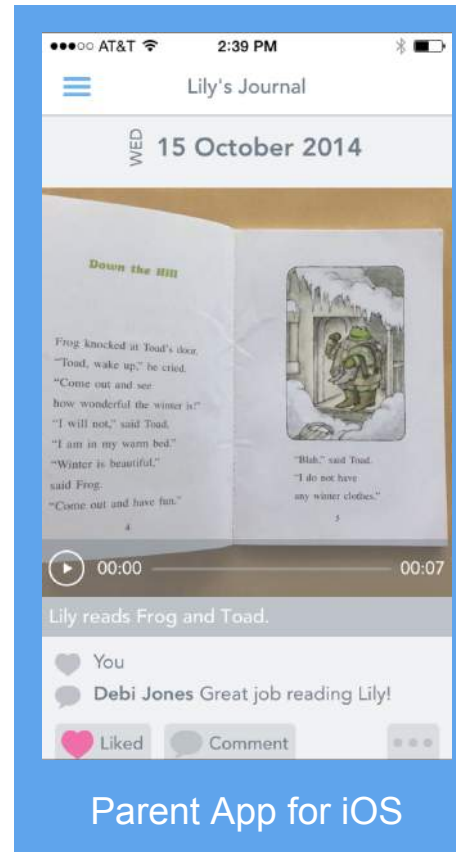 AT&T 2:39 PM
Lily's Journal
WED 15 October 2014
Down the Hill
Frog knocked at Toad's door.
"Toad, wake up," he cried.
"Come out and see
how wonderful the winter is!"
"I will not," said Toad.
"I am in my warm bed."
"Winter is beautiful,"
said Frog.
"Come out and have fun."
4
"Blah," said Toad.
"I do not have
any winter clothes."
5
00:00 00:07
Lily reads Frog and Toad.
You
Debi Jones Great job reading Lily!
Liked Comment
Parent App for iOS